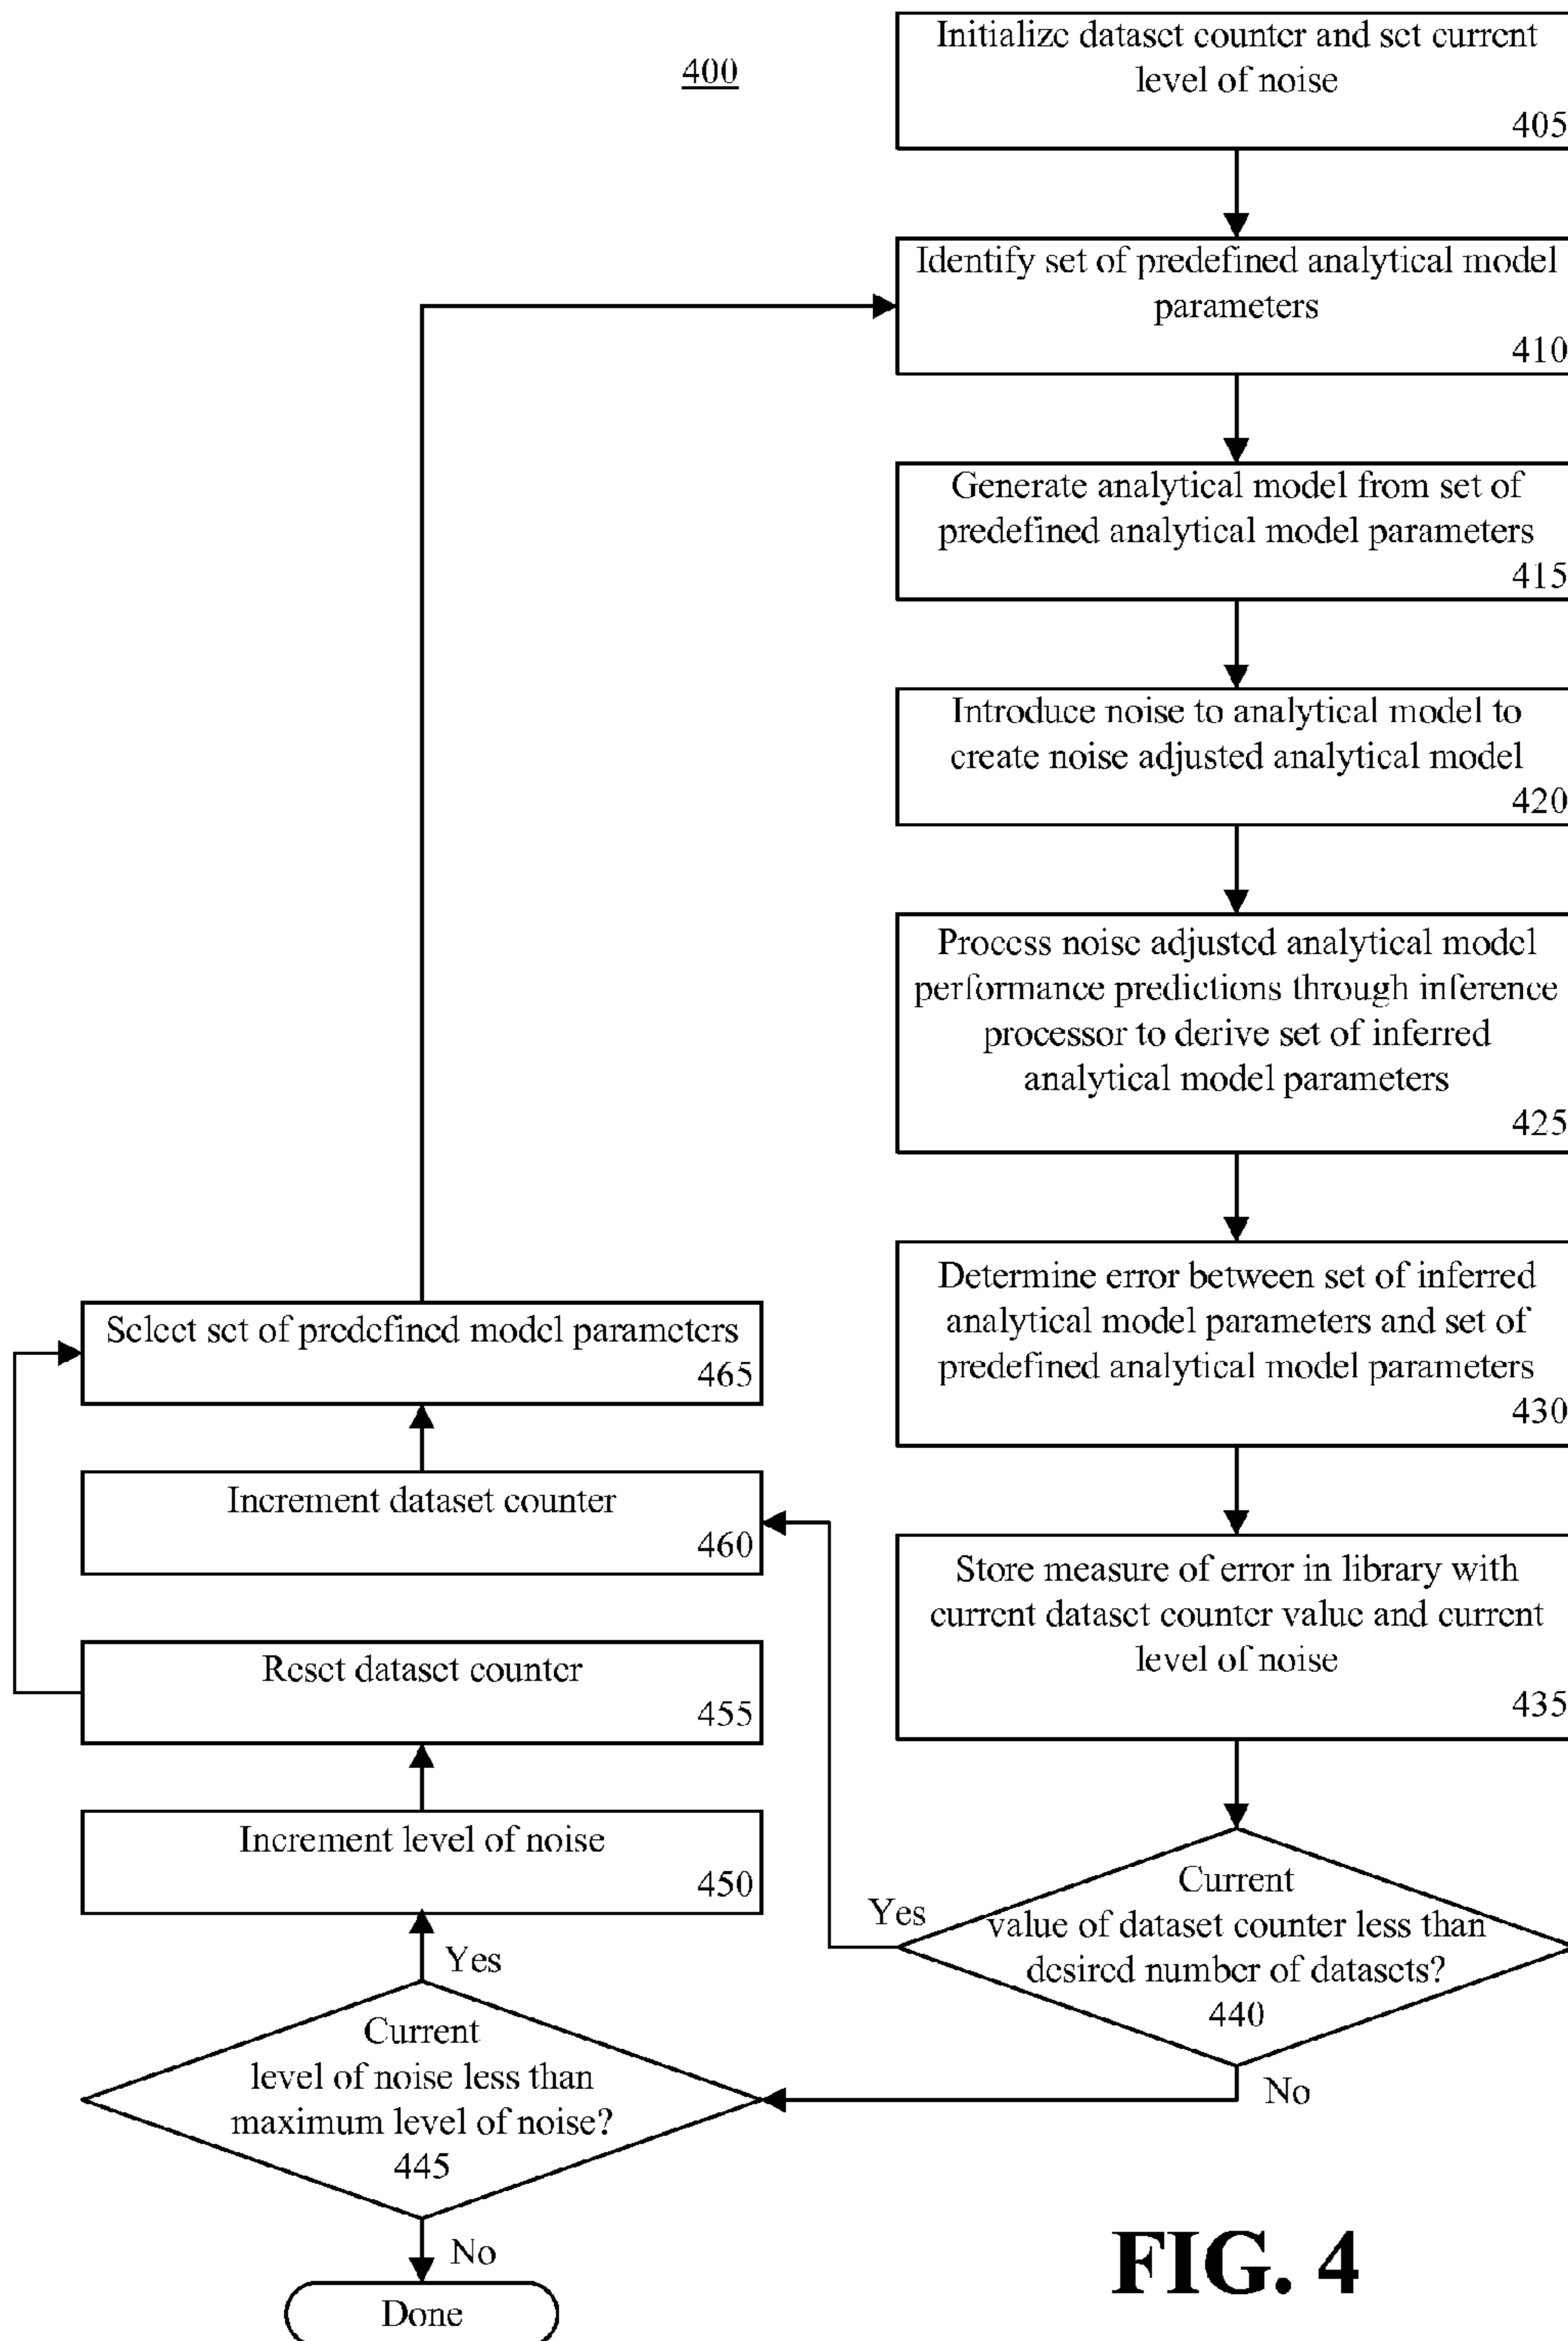 400
Initialize dataset counter and set current
level of noise
405
Identify set of predefined analytical model
parameters
410
Generate analytical model from set of
predefined analytical model parameters
415
Introduce noise to analytical model to
create noise adjusted analytical model
420
Process noise adjusted analytical model
performance predictions through inference
processor to derive set of inferred
analytical model parameters
425
Determine error between set of inferred
analytical model parameters and set of
predefined analytical model parameters
430
Store measure of error in library with
current dataset counter value and current
level of noise
435
Current
value of dataset counter less than
desired number of datasets?
440
Yes
No
Select set of predefined model parameters
465
Increment dataset counter
460
Reset dataset counter
455
Increment level of noise
450
Yes
Current
level of noise less than
maximum level of noise?
445
No
Done
FIG. 4